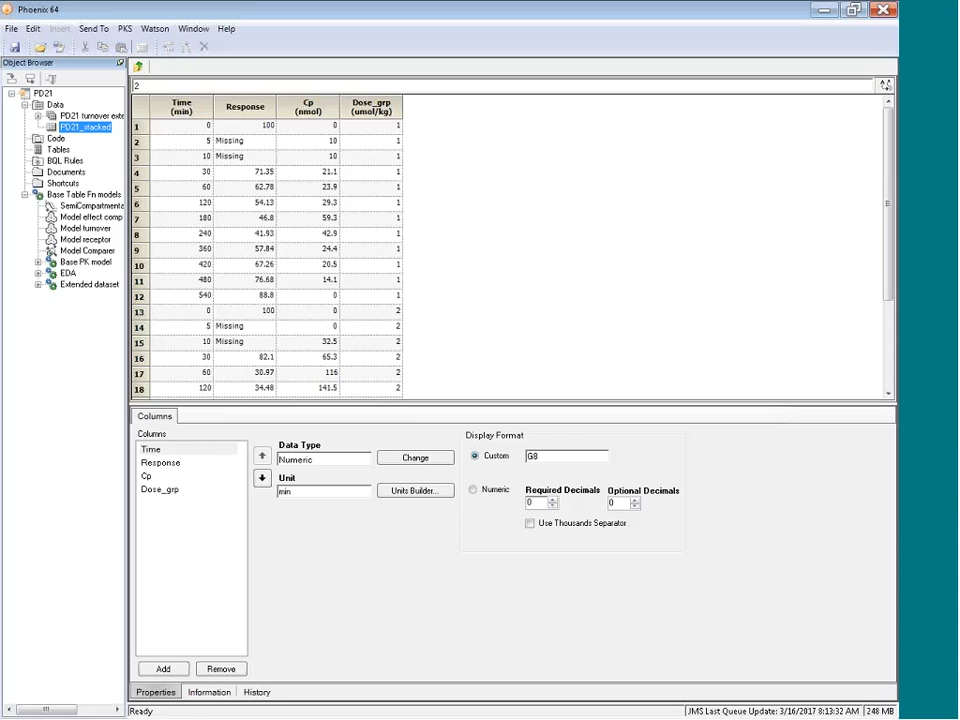 Phoenix 64
File Edit Insert Send To PKS Watson Window Help
Object Browser
PD21
Data
PD21 turnover exte
PD21_stacked
Code
Tables
BQL Rules
Documents
Shortcuts
Base Table Fn models
SemiCompartmenta
Model effect comp
Model turnover
Model receptor
Model Comparer
Base PK model
EDA
Extended dataset
2
Time (min) Response Cp (nmol) Dose_grp (umol/kg)
1 0 100 0 1
2 5 Missing 10 1
3 10 Missing 10 1
4 30 71.35 21.1 1
5 60 62.78 23.9 1
6 120 54.13 29.3 1
7 180 46.8 59.3 1
8 240 41.93 42.9 1
9 360 57.84 24.4 1
10 420 67.26 20.5 1
11 480 76.68 14.1 1
12 540 88.8 0 1
13 0 100 0 2
14 5 Missing 0 2
15 10 Missing 32.5 2
16 30 82.1 65.3 2
17 60 30.97 116 2
18 120 34.48 141.5 2
Columns
Columns
Time
Response
Cp
Dose_grp
Add Remove
Data Type
Numeric Change
Unit
min Units Builder...
Display Format
Custom G8
Numeric Required Decimals Optional Decimals
0 0
Use Thousands Separator
Properties Information History
Ready JMS Last Queue Update: 3/16/2017 8:13:32 AM 248 MB